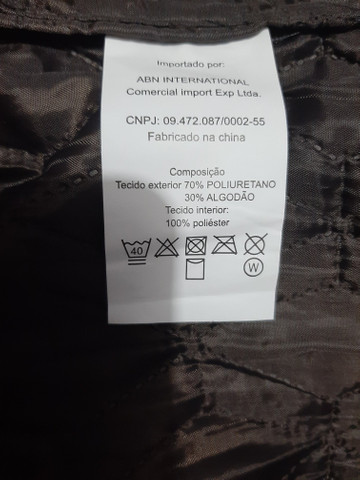 Importado por:
ABN INTERNATIONAL
Comercial import Exp Ltda.
CNPJ: 09.472.087/0002-55
Fabricado na china
Composição
Tecido exterior 70% POLIURETANO
30% ALGODÃO
Tecido interior:
100% poliéster
40
W